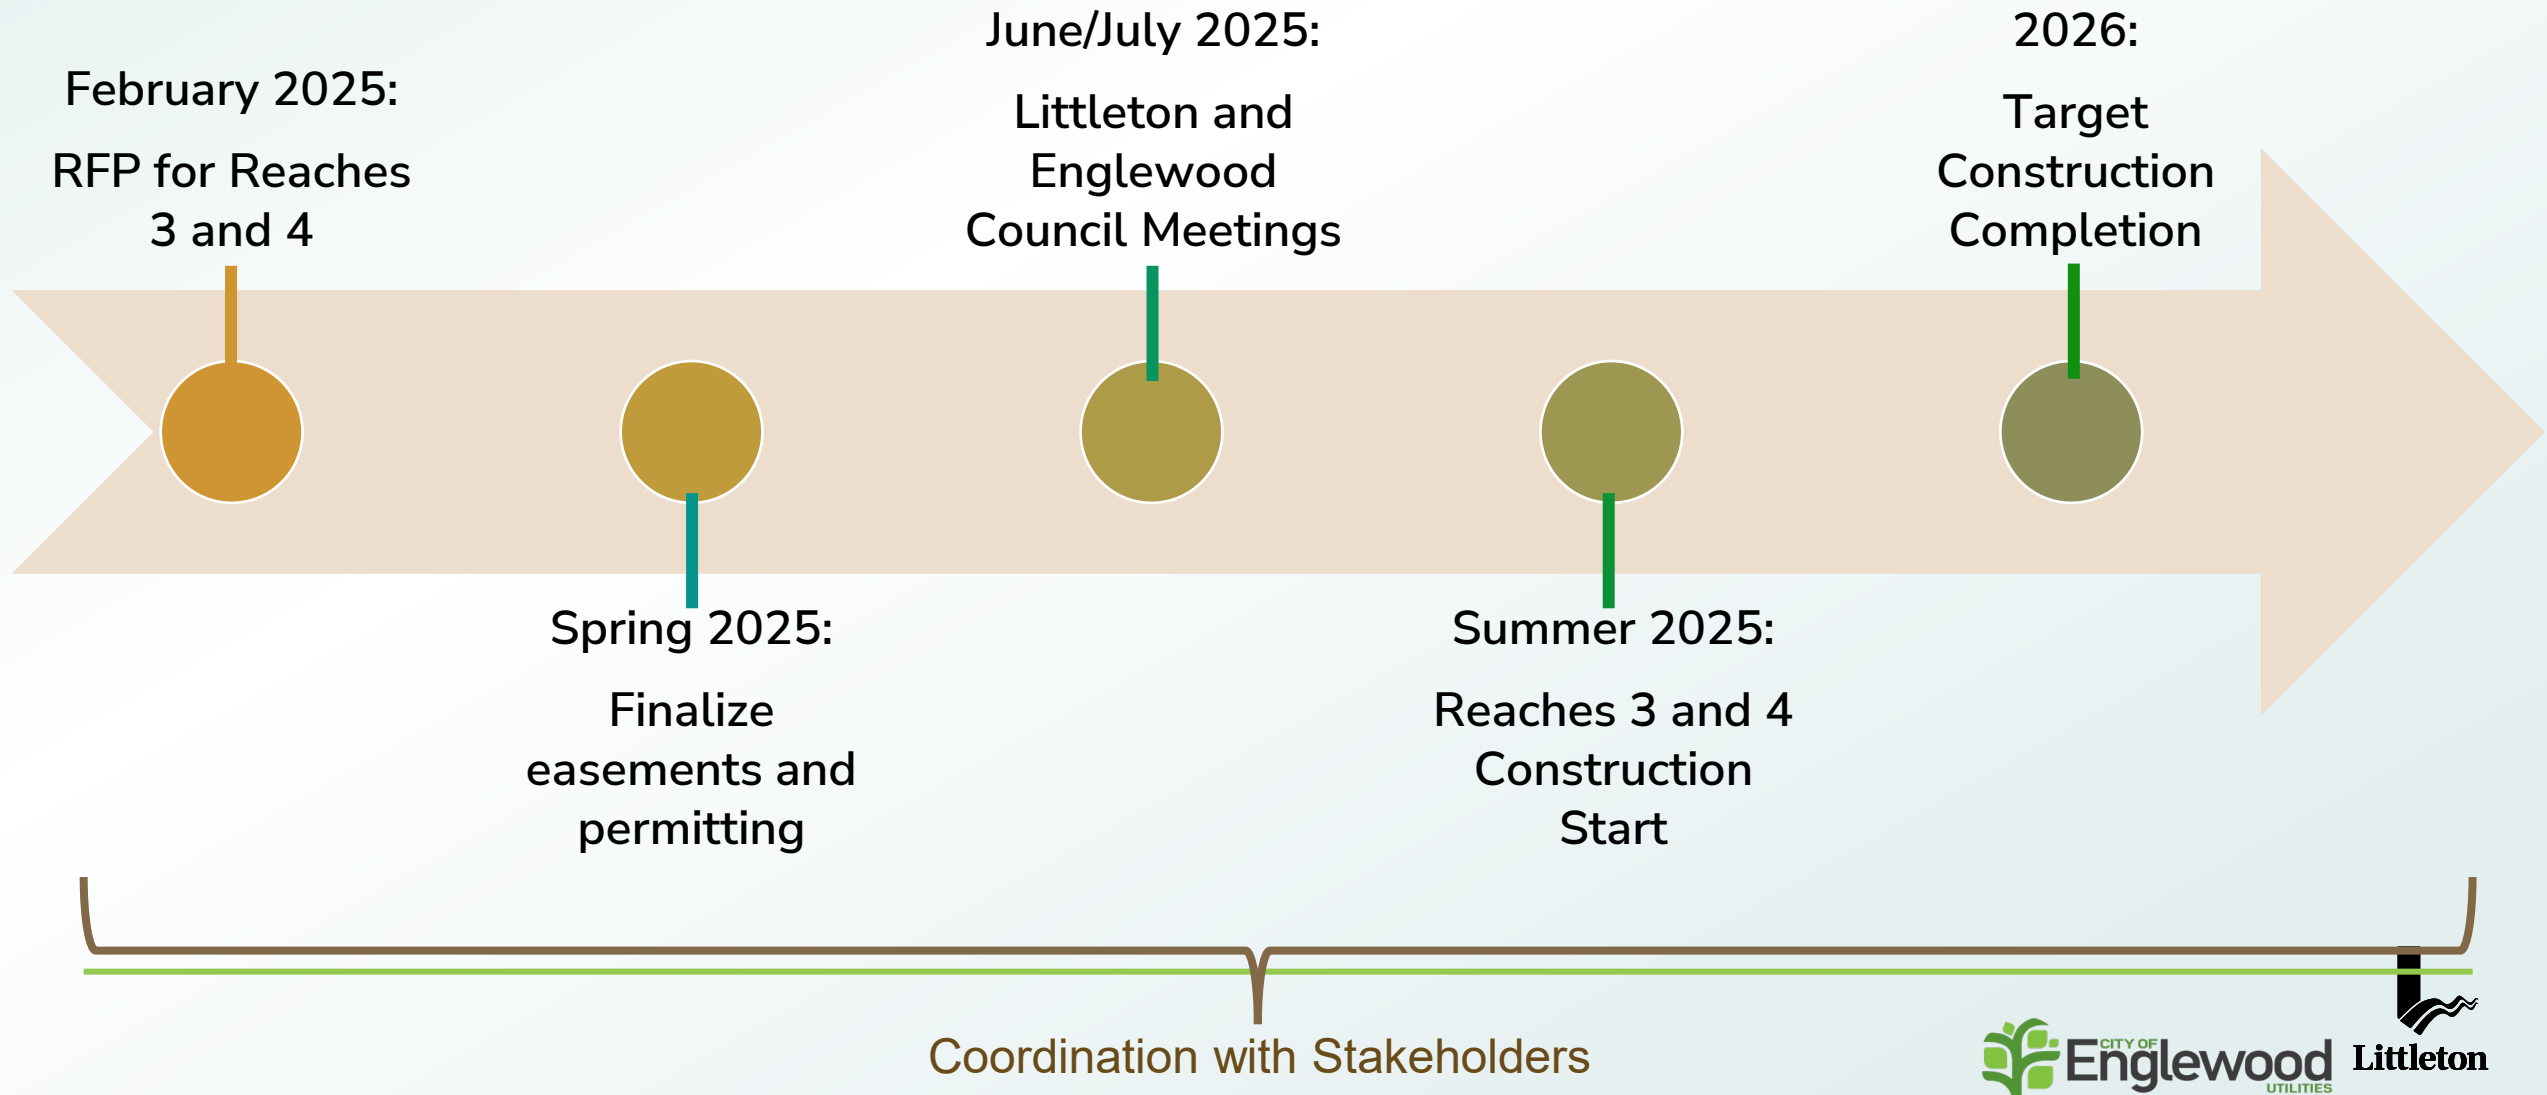 February 2025:
RFP for Reaches
3 and 4
Spring 2025:
Finalize
easements and
permitting
June/July 2025:
Littleton and
Englewood
Council Meetings
Summer 2025:
Reaches 3 and 4
Construction
Start
2026:
Target
Construction
Completion
Coordination with Stakeholders
CITY OF
Englewood
UTILITIES
Littleton